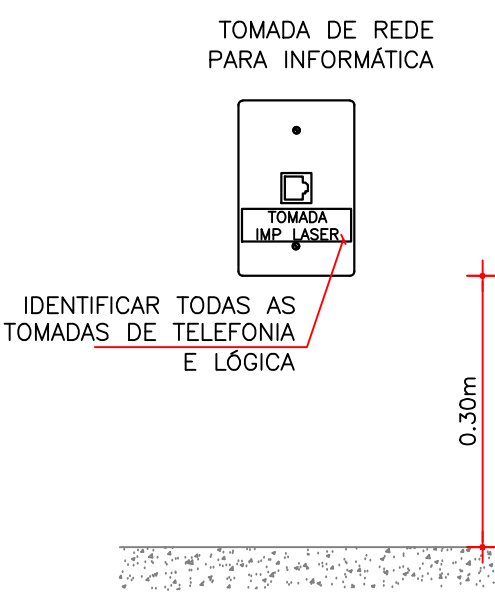 TOMADA DE REDE
PARA INFORMÁTICA
TOMADA
IMP LASER
IDENTIFICAR TODAS AS
TOMADAS DE TELEFONIA
E LÓGICA
0.30m